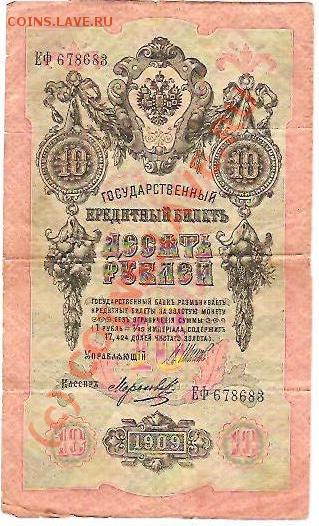 COINS.LAVE.RU
ЕФ 678683
10 10
ГОСУДАРСТВЕННЫЙ
КРЕДИТНЫЙ БИЛЕТЪ
ДЕСЯТЬ
РУБЛЕЙ
ГОСУДАРСТВЕННЫЙ БАНКЪ РАЗМѢНИВАЕТЪ
КРЕДИТНЫЕ БИЛЕТЫ НА ЗОЛОТУЮ МОНЕТУ
БЕЗЪ ОГРАНИЧЕНІЯ СУММЫ
(1 РУБЛЬ = 1/15 ИМПЕРІАЛА, СОДЕРЖИТЪ
17,424 ДОЛЕЙ ЧИСТАГО ЗОЛОТА).
УПРАВЛЯЮЩІЙ
10
КАССИРЪ
ЕФ 678683
10 1909 10